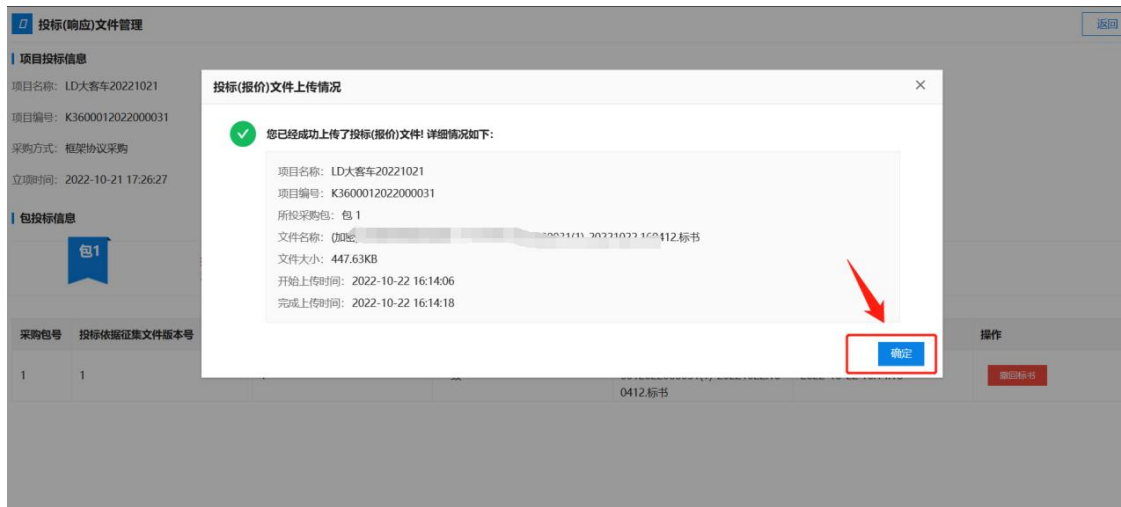 投标(响应)文件管理
返回
项目投标信息
项目名称: LD大客车20221021
项目编号: K3600012022000031
采购方式: 框架协议采购
立项时间: 2022-10-21 17:26:27
包投标信息
包1
投标(报价)文件上传情况
您已经成功上传了投标(报价)文件! 详细情况如下:
项目名称: LD大客车20221021
项目编号: K3600012022000031
所投采购包: 包 1
文件名称: (加密 412.标书
文件大小: 447.63KB
开始上传时间: 2022-10-22 16:14:06
完成上传时间: 2022-10-22 16:14:18
确定
采购包号 投标依据征集文件版本号 操作
1 1 撤回标书
0412.标书